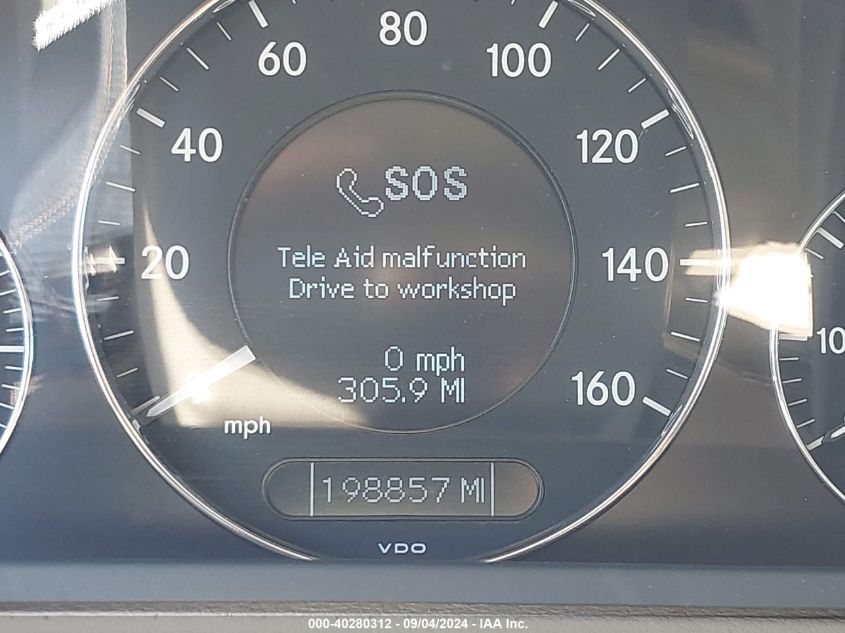 80
60
100
40
120
SOS
Tele Aid malfunction
20
140
Drive to workshop
0 mph
305.9 MI
160
mph
198857 MI
VDO
000-40280312 - 09/04/2024 - IAA Inc.